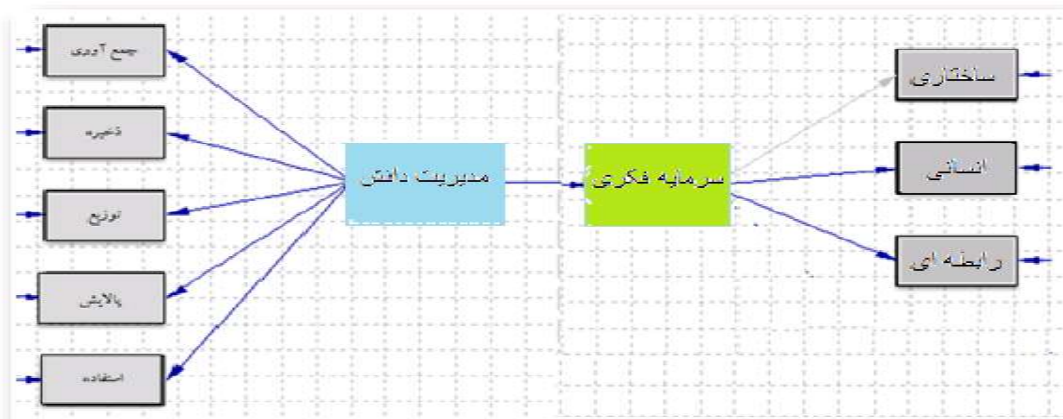 جمع آوری
ذخیره
توزیع
پالایش
استفاده
مدیریت دانش
سرمایه فکری
ساختاری
انسانی
رابطه ای